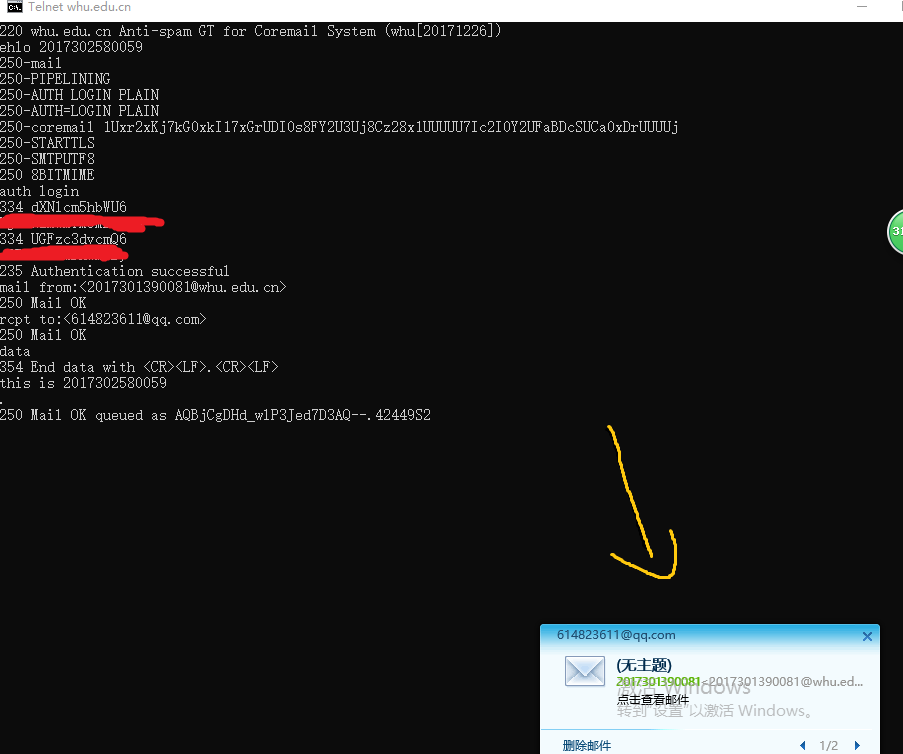 Telnet whu.edu.cn
220 whu.edu.cn Anti-spam GT for Coremail System (whu[20171226])
ehlo 2017302580059
250-mail
250-PIPELINING
250-AUTH LOGIN PLAIN
250-AUTH=LOGIN PLAIN
250-coremail 1Uxr2xKj7kG0xkI17xGrUDI0s8FY2U3Uj8Cz28x1UUUUU7Ic2I0Y2UFaBDcSUCa0xDrUUUUj
250-STARTTLS
250-SMTPUTF8
250 8BITMIME
auth login
334 dXNlcm5hbWU6
334 UGFzc3dvcmQ6
235 Authentication successful
mail from:<2017301390081@whu.edu.cn>
250 Mail OK
rcpt to:<614823611@qq.com>
250 Mail OK
data
354 End data with <CR><LF>.<CR><LF>
this is 2017302580059
.
250 Mail OK queued as AQBjCgDHd_wlP3Jed7D3AQ--.42449S2
31
614823611@qq.com
(无主题)
2017301390081<2017301390081@whu.ed...
激活 Windows
点击查看邮件
转到"设置"以激活 Windows。
删除邮件
1/2